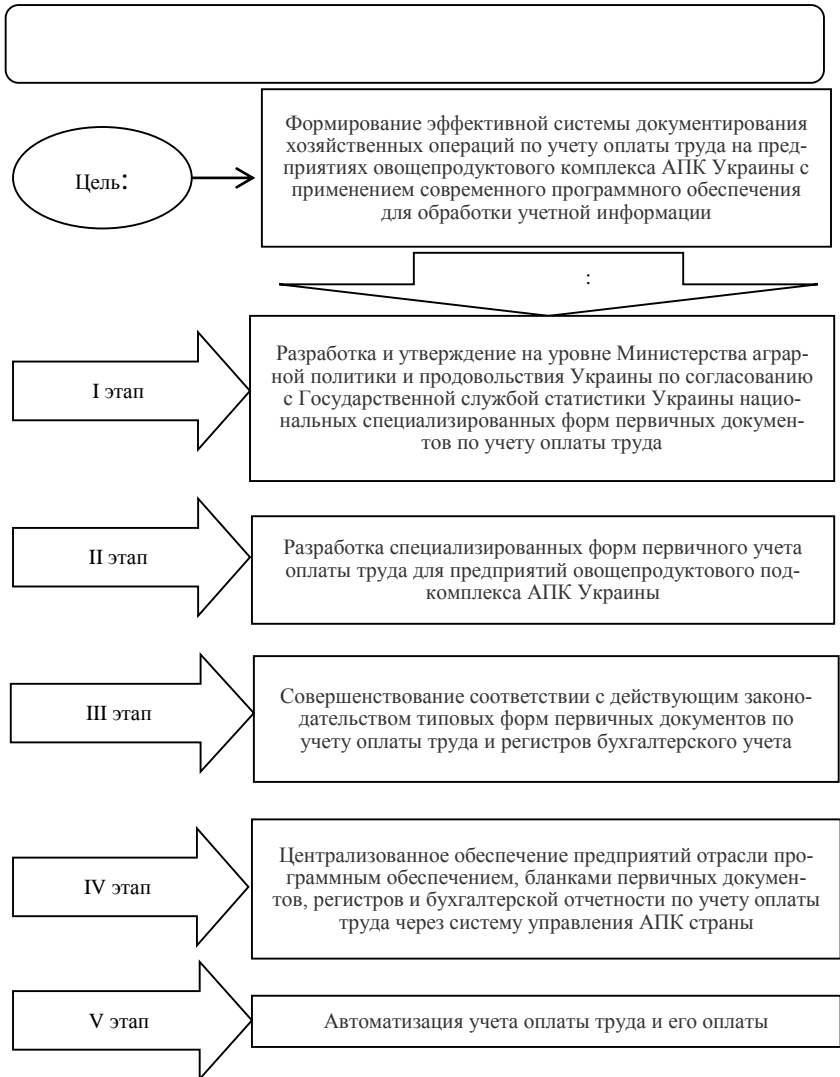 Цель:
Формирование эффективной системы документирования
хозяйственных операций по учету оплаты труда на пред-
приятиях овощепродуктового комплекса АПК Украины с
применением современного программного обеспечения
для обработки учетной информации
:
I этап
Разработка и утверждение на уровне Министерства аграр-
ной политики и продовольствия Украины по согласованию
с Государственной службой статистики Украины нацио-
нальных специализированных форм первичных докумен-
тов по учету оплаты труда
II этап
Разработка специализированных форм первичного учета
оплаты труда для предприятий овощепродуктового под-
комплекса АПК Украины
III этап
Совершенствование соответствии с действующим законо-
дательством типовых форм первичных документов по
учету оплаты труда и регистров бухгалтерского учета
IV этап
Централизованное обеспечение предприятий отрасли про-
граммным обеспечением, бланками первичных докумен-
тов, регистров и бухгалтерской отчетности по учету оплаты
труда через систему управления АПК страны
V этап
Автоматизация учета оплаты труда и его оплаты